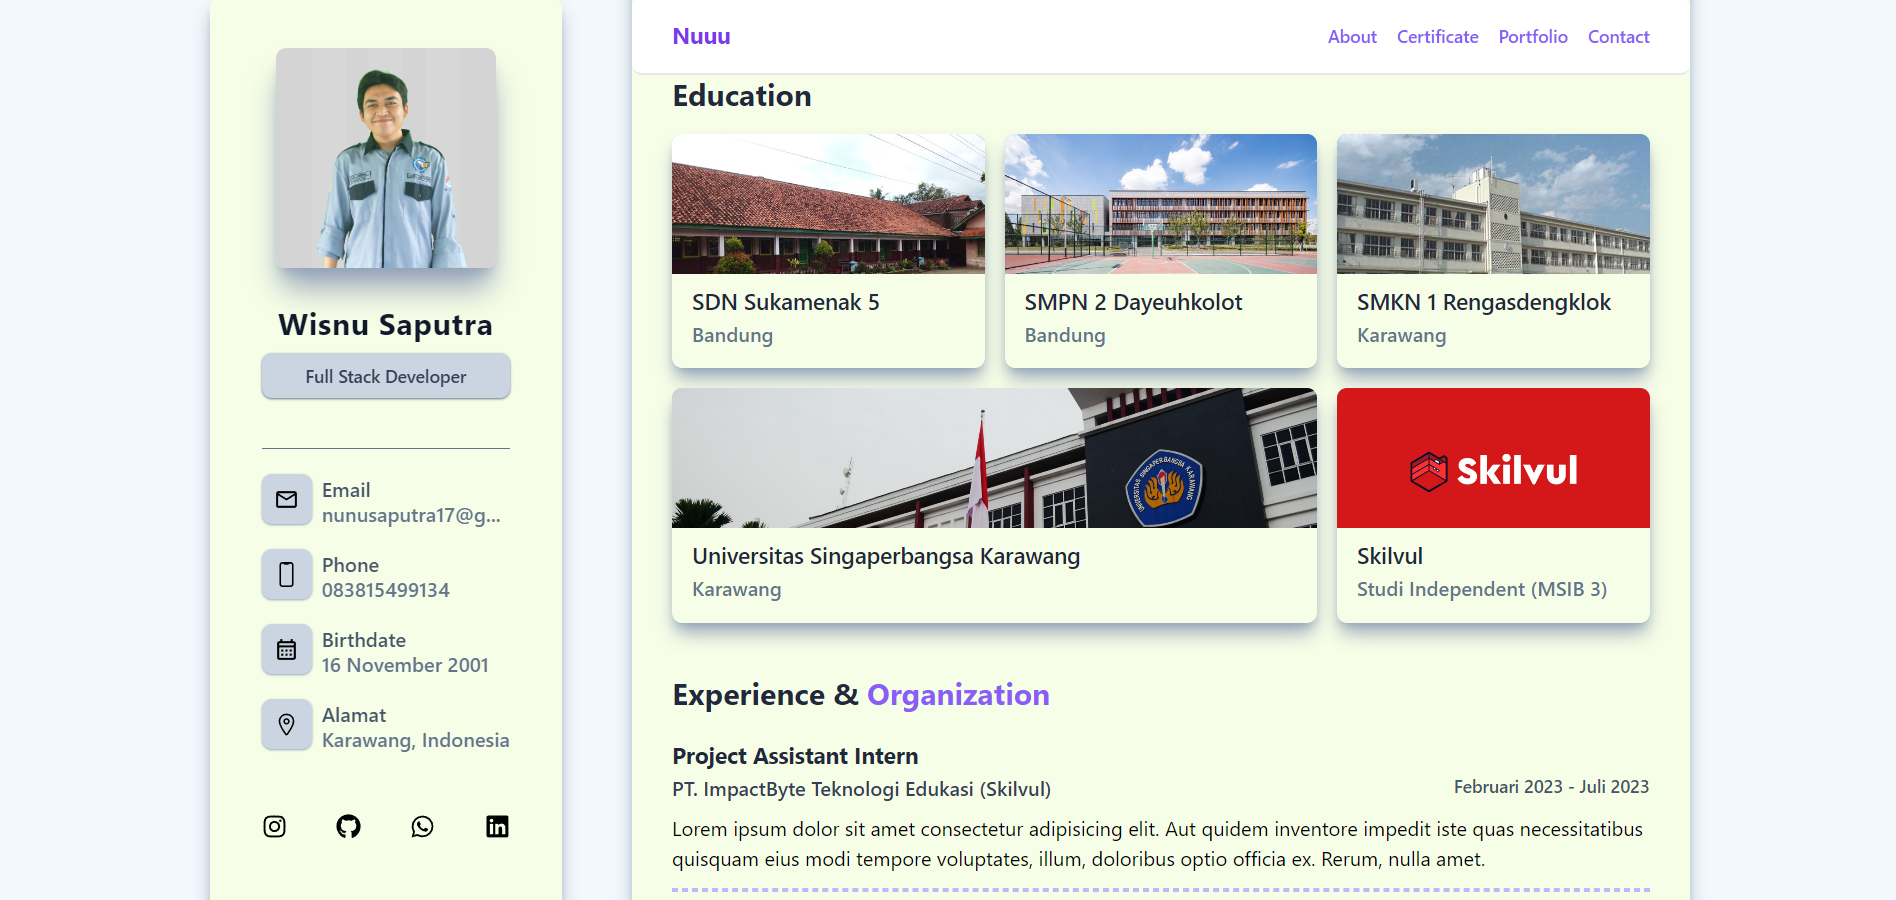 Wisnu Saputra
Full Stack Developer
Email
nunusaputra17@g...
Phone
083815499134
Birthdate
16 November 2001
Alamat
Karawang, Indonesia
Nuuu
About Certificate Portfolio Contact
Education
SDN Sukamenak 5
Bandung
SMPN 2 Dayeuhkolot
Bandung
SMKN 1 Rengasdengklok
Karawang
UNIVERSITAS SINGAPERBANGSA KARAWANG
Universitas Singaperbangsa Karawang
Karawang
Skilvul
Skilvul
Studi Independent (MSIB 3)
Experience & Organization
Project Assistant Intern
PT. ImpactByte Teknologi Edukasi (Skilvul)
Februari 2023 - Juli 2023
Lorem ipsum dolor sit amet consectetur adipisicing elit. Aut quidem inventore impedit iste quas necessitatibus
quisquam eius modi tempore voluptates, illum, doloribus optio officia ex. Rerum, nulla amet.